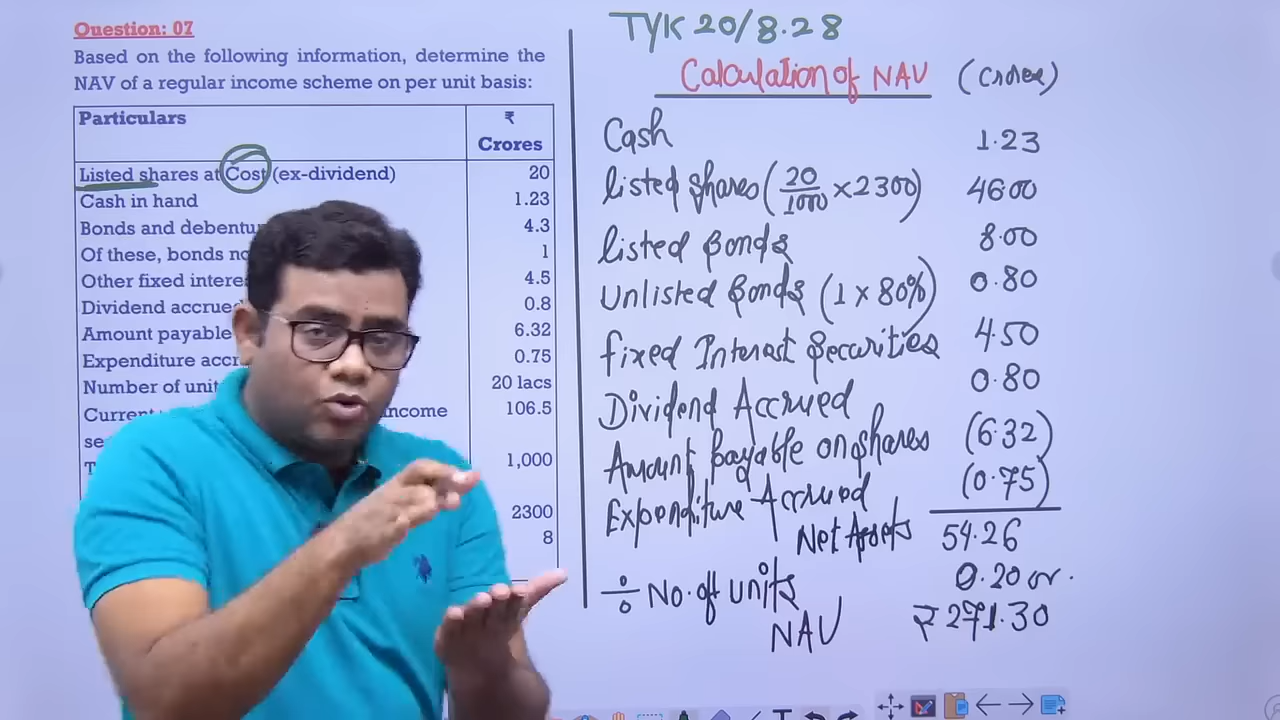 Question: 07
Based on the following information, determine the
NAV of a regular income scheme on per unit basis:
Particulars ₹
Crores
Listed shares at Cost (ex-dividend) 20
Cash in hand 1.23
Bonds and debentu 4.3
Of these, bonds no 1
Other fixed intere 4.5
Dividend accrued 0.8
Amount payable 6.32
Expenditure accr 0.75
Number of unit 20 lacs
Current income 106.5
se
T 1,000
2300
8
TYK 20/8.28
Calculation of NAV (Crores)
Cash 1.23
listed shares (20/1000 × 2300) 46.00
listed Bonds 8.00
Unlisted Bonds (1 × 80%) 0.80
fixed Interest Securities 4.50
Dividend Accrued 0.80
Amount payable on shares (6.32)
Expenditure Accrued (0.75)
Net Assets 54.26
÷ No. of units 0.20 cr.
NAV ₹ 271.30